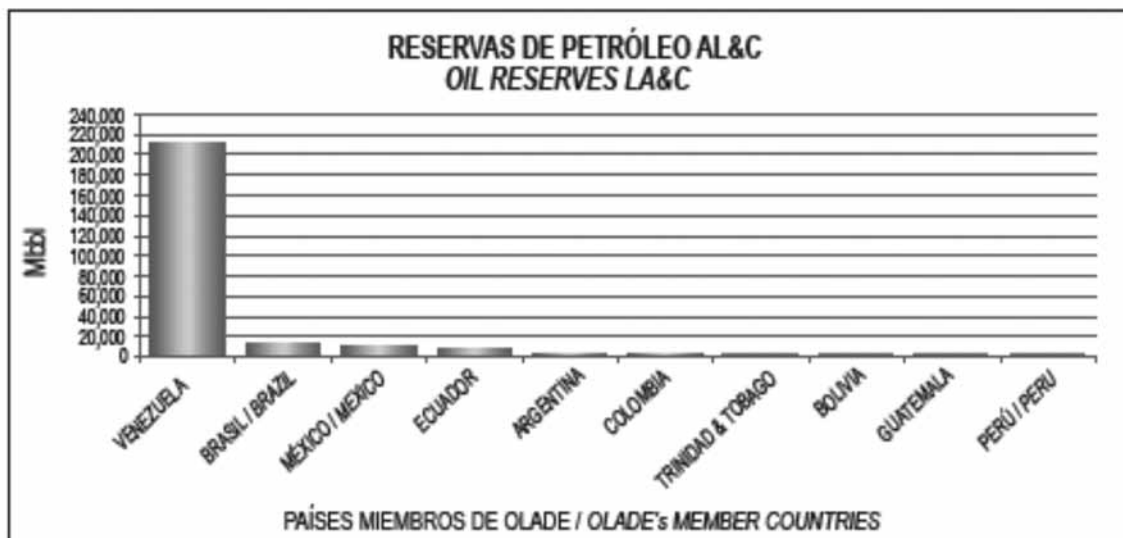 RESERVAS DE PETRÓLEO AL&C
OIL RESERVES LA&C
Mbbl
240,000
220,000
200,000
180,000
160,000
140,000
120,000
100,000
80,000
60,000
40,000
20,000
0
VENEZUELA
BRASIL / BRAZIL
MÉXICO / MEXICO
ECUADOR
ARGENTINA
COLOMBIA
TRINIDAD & TOBAGO
BOLIVIA
GUATEMALA
PERÚ / PERU
PAÍSES MIEMBROS DE OLADE / OLADE's MEMBER COUNTRIES